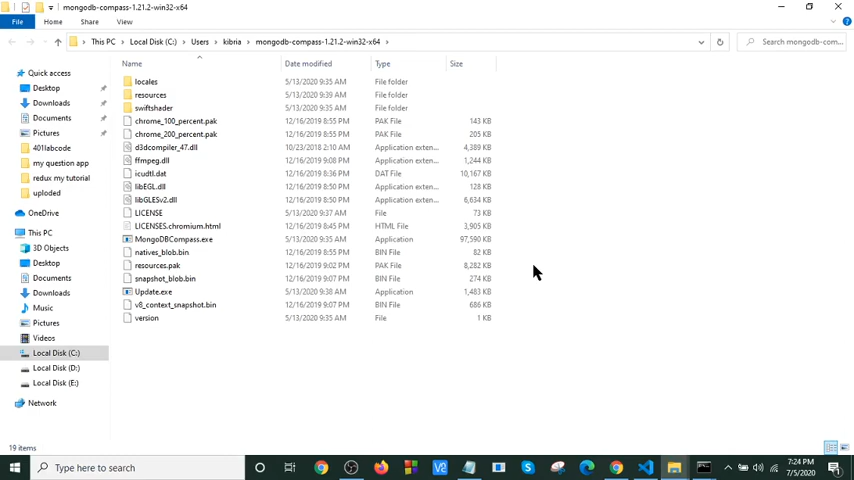 mongodb-compass-1.21.2-win32-x64
File Home Share View
This PC Local Disk (C:) Users kibria mongodb-compass-1.21.2-win32-x64 Search mongodb-com...
Name Date modified Type Size
Quick access
Desktop
Downloads
Documents
Pictures
401labcode
my question app
redux my tutorial
uploded
OneDrive
This PC
3D Objects
Desktop
Documents
Downloads
Music
Pictures
Videos
Local Disk (C:)
Local Disk (D:)
Local Disk (E:)
Network
locales 5/13/2020 9:35 AM File folder
resources 5/13/2020 9:39 AM File folder
swiftshader 5/13/2020 9:35 AM File folder
chrome_100_percent.pak 12/16/2019 8:55 PM PAK File 143 KB
chrome_200_percent.pak 12/16/2019 8:55 PM PAK File 205 KB
d3dcompiler_47.dll 10/23/2018 2:10 AM Application exten... 4,389 KB
ffmpeg.dll 12/16/2019 9:08 PM Application exten... 1,244 KB
icudtl.dat 12/16/2019 8:36 PM DAT File 10,167 KB
libEGL.dll 12/16/2019 8:50 PM Application exten... 128 KB
libGLESv2.dll 12/16/2019 8:50 PM Application exten... 6,634 KB
LICENSE 5/13/2020 9:37 AM File 73 KB
LICENSES.chromium.html 12/16/2019 8:45 PM HTML File 3,905 KB
MongoDBCompass.exe 5/13/2020 9:35 AM Application 97,590 KB
natives_blob.bin 12/16/2019 8:55 PM BIN File 82 KB
resources.pak 12/16/2019 9:02 PM PAK File 8,282 KB
snapshot_blob.bin 12/16/2019 9:07 PM BIN File 274 KB
Update.exe 5/13/2020 9:38 AM Application 1,483 KB
v8_context_snapshot.bin 12/16/2019 9:07 PM BIN File 686 KB
version 5/13/2020 9:35 AM File 1 KB
19 items
Type here to search
7:24 PM
7/5/2020